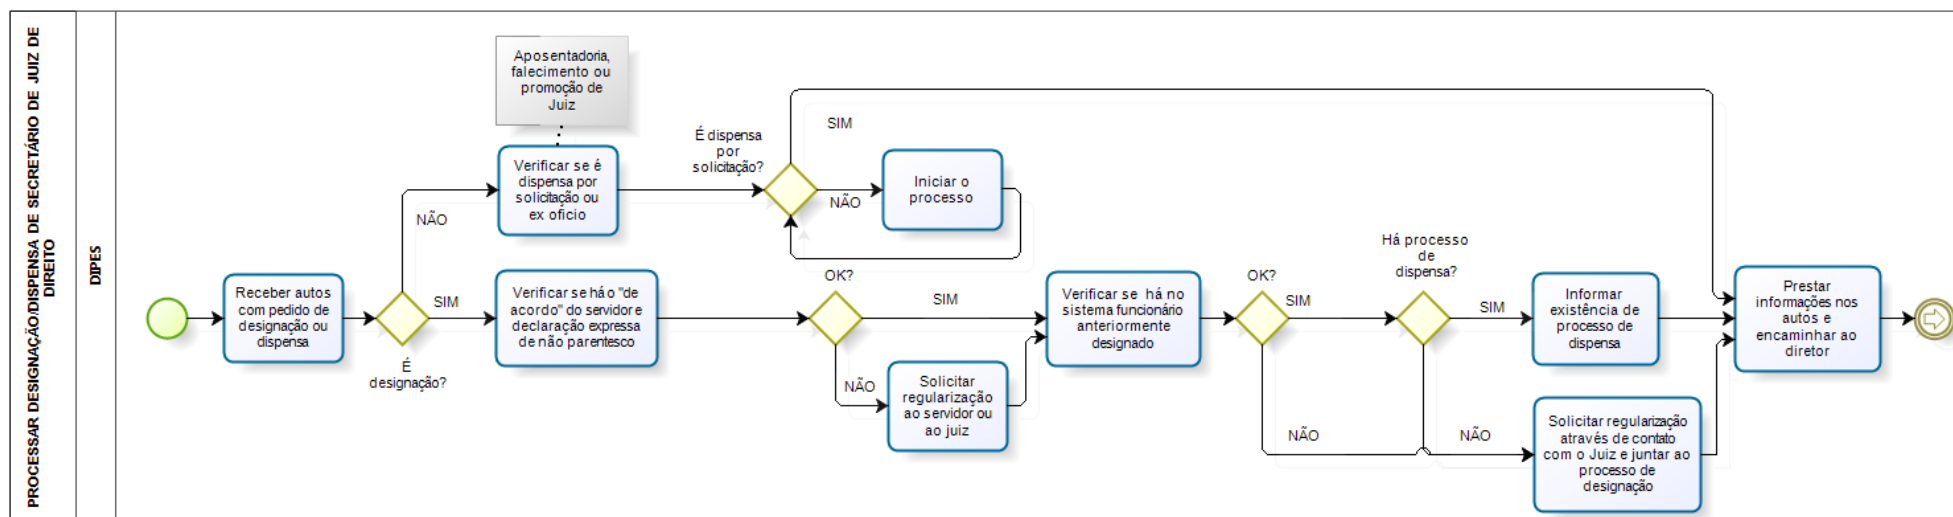 PROCESSAR DESIGNAÇÃO/DISPENSA DE SECRETÁRIO DE JUIZ DE
DIREITO
DIPES
Receber autos
com pedido de
designação ou
dispensa
É
designação?
NÃO
SIM
Aposentadoria,
falecimento ou
promoção de
Juiz
Verificar se é
dispensa por
solicitação ou
ex oficio
É dispensa
por
solicitação?
SIM
NÃO
Iniciar o
processo
Verificar se há o "de
acordo" do servidor e
declaração expressa
de não parentesco
OK?
SIM
NÃO
Solicitar
regularização
ao servidor ou
ao juiz
Verificar se há no
sistema funcionário
anteriormente
designado
OK?
SIM
NÃO
Há processo
de
dispensa?
SIM
NÃO
Informar
existência de
processo de
dispensa
Solicitar regularização
através de contato
com o Juiz e juntar ao
processo de
designação
Prestar
informações nos
autos e
encaminhar ao
diretor